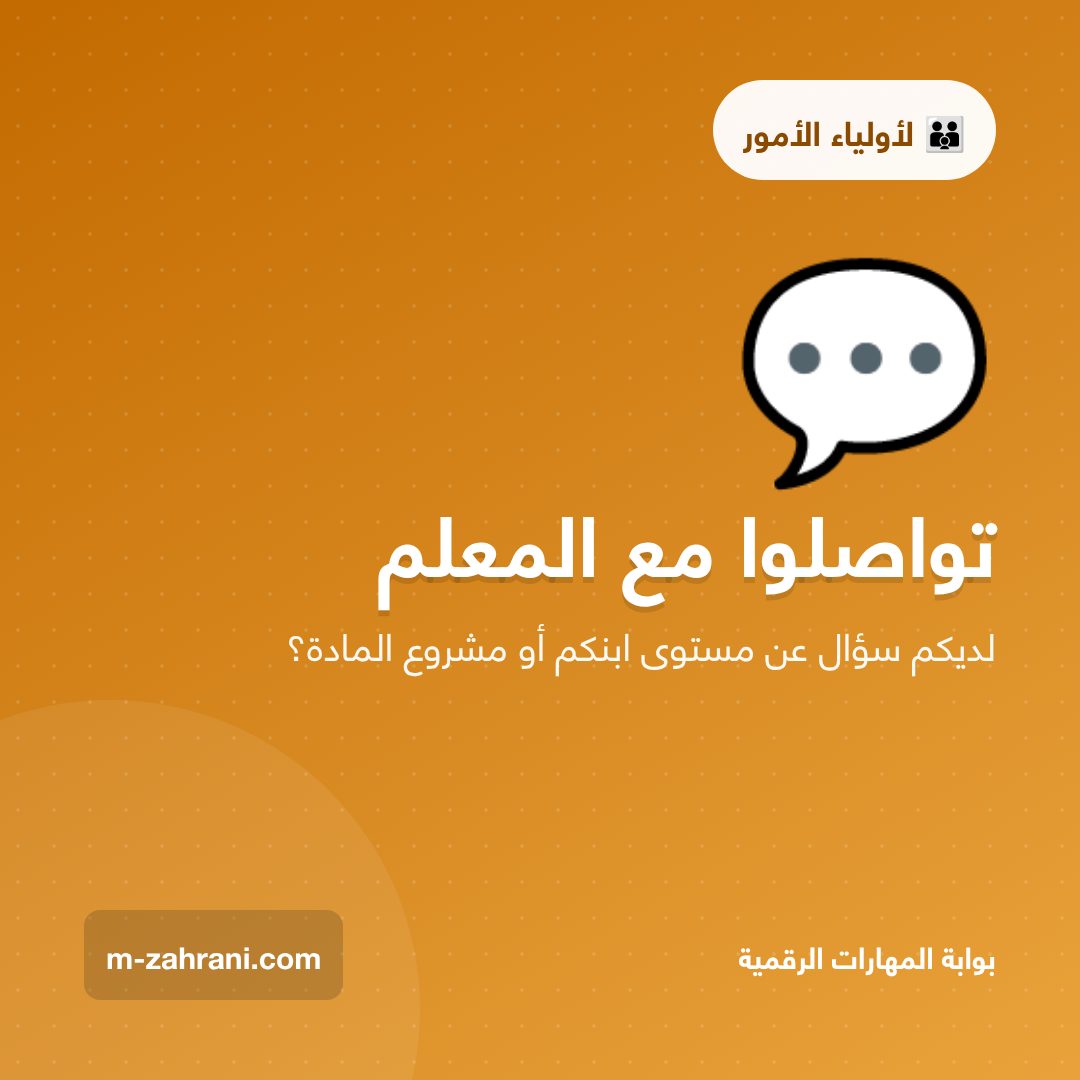 👪 لأولياء الأمور
💬
تواصلوا مع المعلم
لديكم سؤال عن مستوى ابنكم أو مشروع المادة؟
بوابة المهارات الرقمية
m-zahrani.com